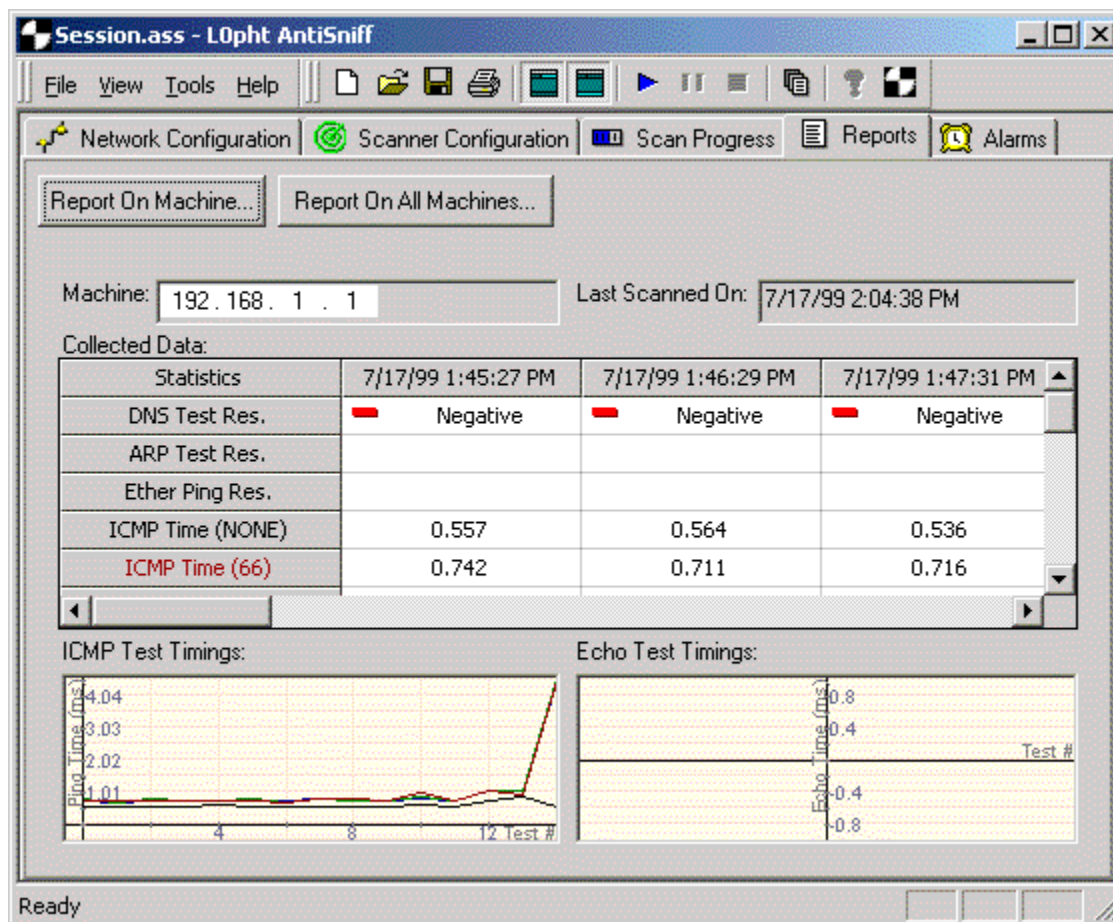 Session.ass - L0pht AntiSniff
File View Tools Help
Network Configuration Scanner Configuration Scan Progress Reports Alarms
Report On Machine... Report On All Machines...
Machine: 192 . 168 . 1 . 1 Last Scanned On: 7/17/99 2:04:38 PM
Collected Data:
Statistics 7/17/99 1:45:27 PM 7/17/99 1:46:29 PM 7/17/99 1:47:31 PM
DNS Test Res. Negative Negative Negative
ARP Test Res.
Ether Ping Res.
ICMP Time (NONE) 0.557 0.564 0.536
ICMP Time (66) 0.742 0.711 0.716
ICMP Test Timings:
Ping Time (ms)
4.04
3.03
2.02
1.01
4 8 12 Test #
Echo Test Timings:
Echo Time (ms)
0.8
0.4
Test #
-0.4
-0.8
Ready